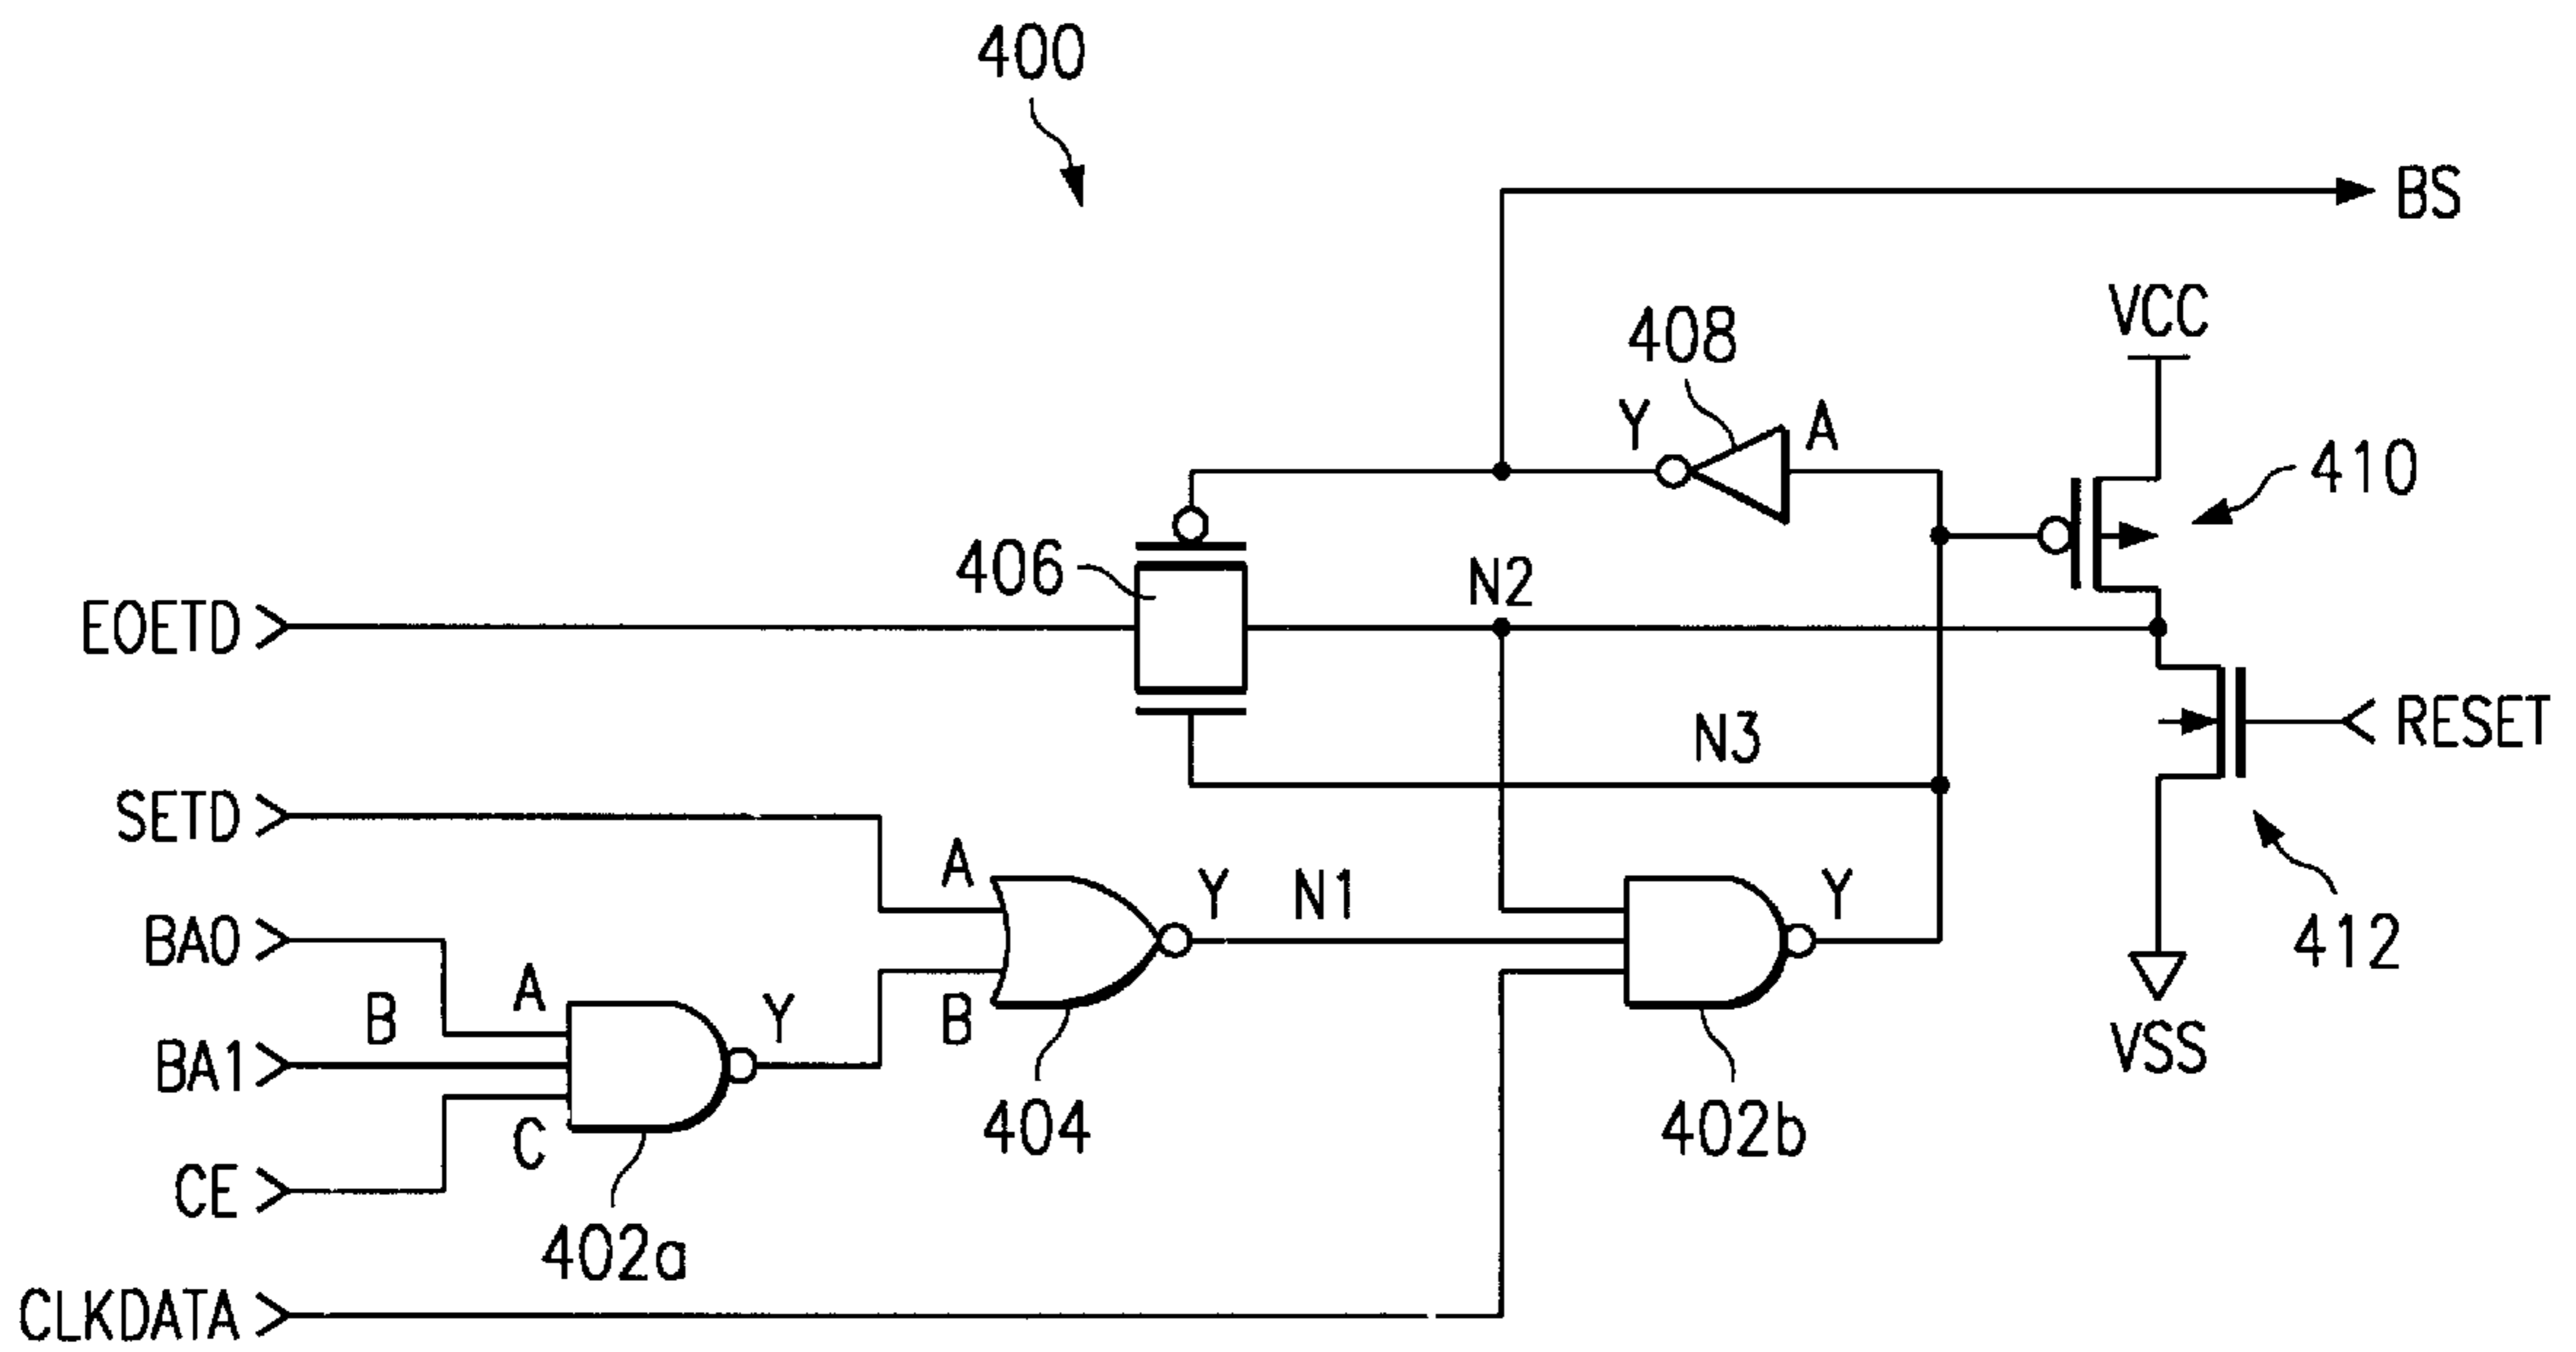 400
BS
VCC
408
Y
A
410
406
N2
EOETD
N3
RESET
SETD
A
Y
N1
Y
412
BA0
A
B
Y
B
VSS
BA1
404
402b
C
CE
402a
CLKDATA